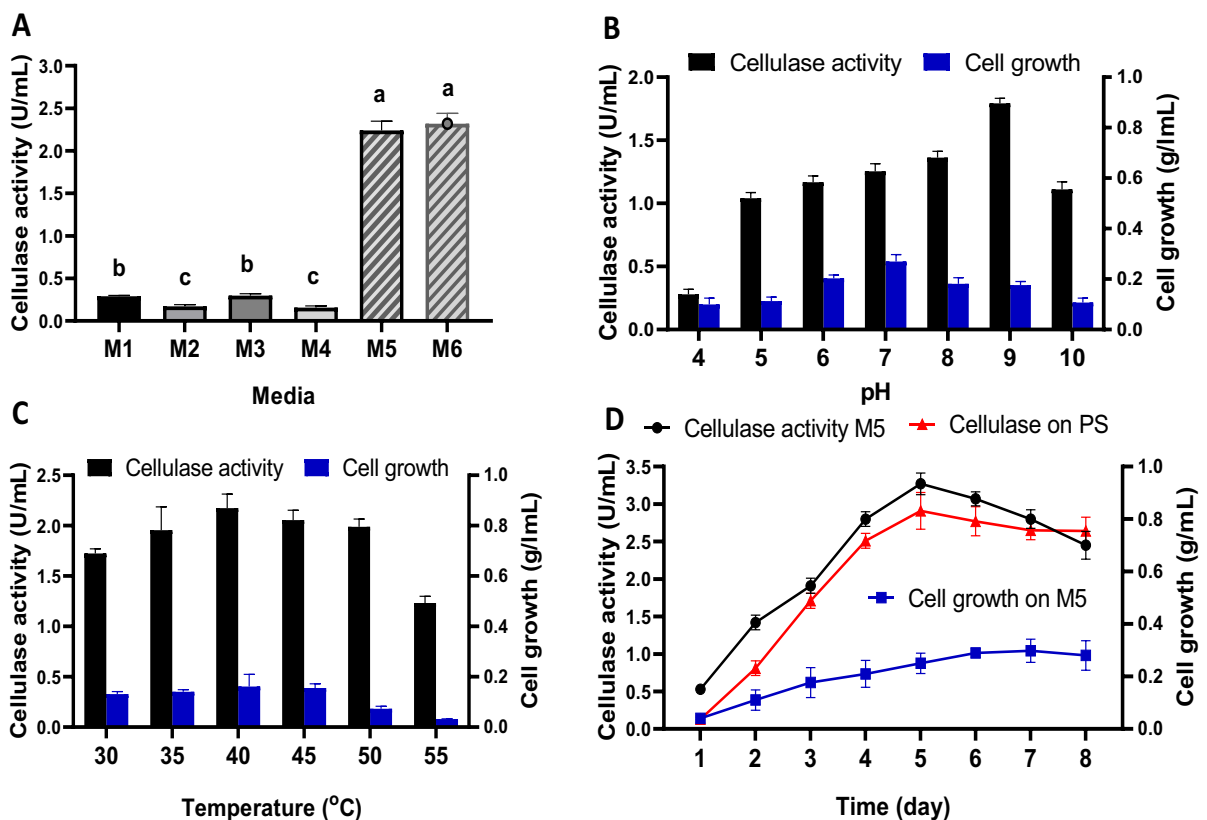 A
Cellulase activity (U/mL)
3.0
2.5
2.0
1.5
1.0
0.5
0.0
b
c
b
c
a
a
M1 M2 M3 M4 M5 M6
Media
B
Cellulase activity Cell growth
Cellulase activity (U/mL)
2.0
1.5
1.0
0.5
0.0
1.0
0.8
0.6
0.4
0.2
0.0
Cell growth (g/lmL)
4 5 6 7 8 9 10
pH
C
Cellulase activity Cell growth
Cellulase activity (U/mL)
2.5
2.0
1.5
1.0
0.5
0.0
1.0
0.8
0.6
0.4
0.2
0.0
Cell growth (g/lmL)
30 35 40 45 50 55
Temperature (oC)
D
Cellulase activity M5 Cellulase on PS
Cellulase activity (U/mL)
3.5
3.0
2.5
2.0
1.5
1.0
0.5
0.0
Cell growth on M5
1.0
0.8
0.6
0.4
0.2
0.0
Cell growth (g/lmL)
1 2 3 4 5 6 7 8
Time (day)